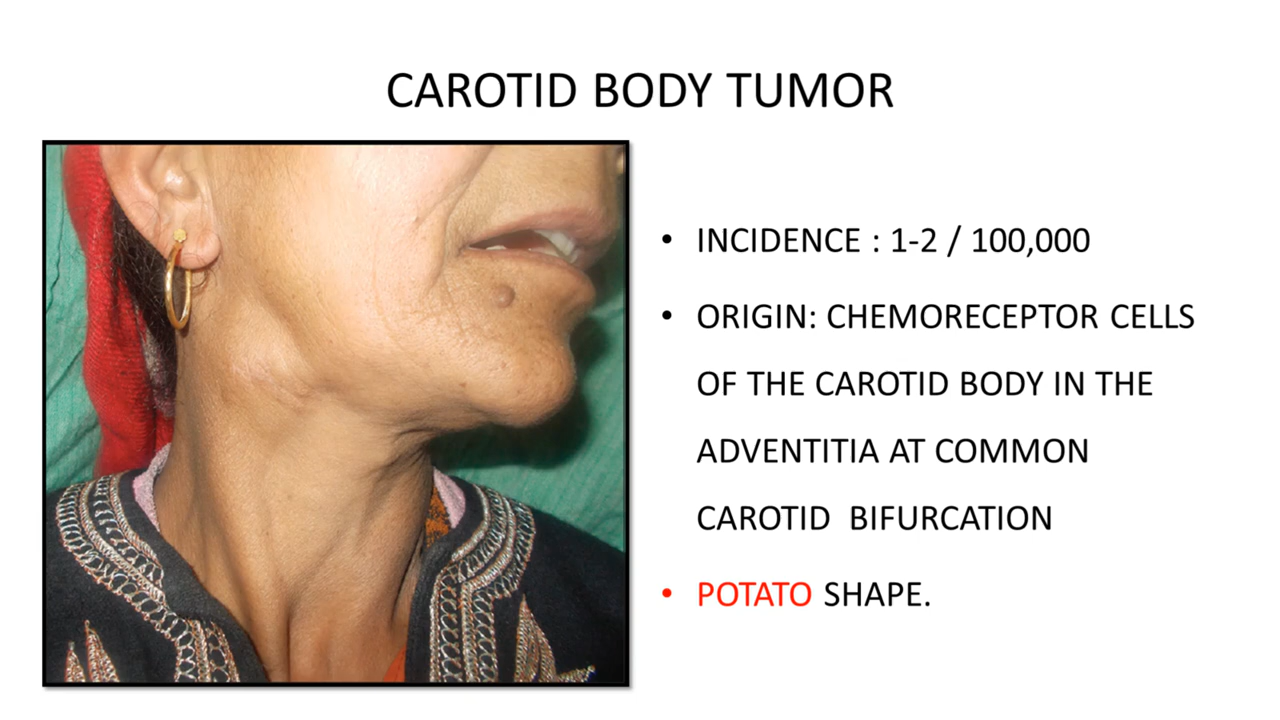 CAROTID BODY TUMOR
• INCIDENCE : 1-2 / 100,000
• ORIGIN: CHEMORECEPTOR CELLS
OF THE CAROTID BODY IN THE
ADVENTITIA AT COMMON
CAROTID BIFURCATION
• POTATO SHAPE.